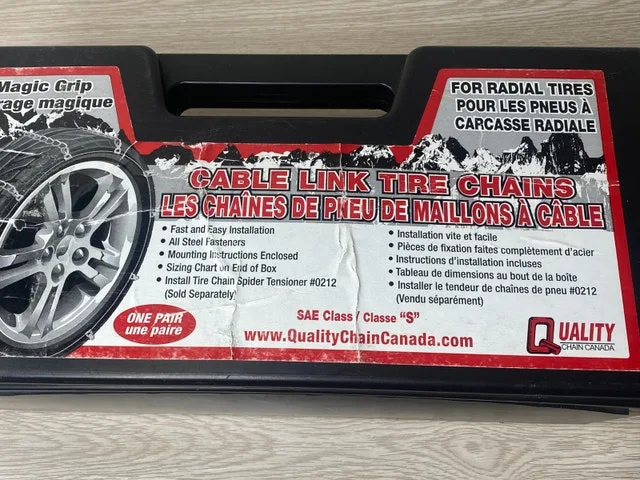 Magic Grip
rage magique
FOR RADIAL TIRES
POUR LES PNEUS À
CARCASSE RADIALE
CABLE LINK TIRE CHAINS
LES CHAÎNES DE PNEU DE MAILLONS À CÂBLE
• Fast and Easy Installation
• All Steel Fasteners
• Mounting Instructions Enclosed
• Sizing Chart on End of Box
• Install Tire Chain Spider Tensioner #0212
(Sold Separately)
• Installation vite et facile
• Pièces de fixation faites complètement d'acier
• Instructions d'installation incluses
• Tableau de dimensions au bout de la boîte
• Installer le tendeur de chaînes de pneu #0212
(Vendu séparément)
ONE PAIR
une paire
SAE Class / Classe "S"
www.QualityChainCanada.com
QUALITY
CHAIN CANADA